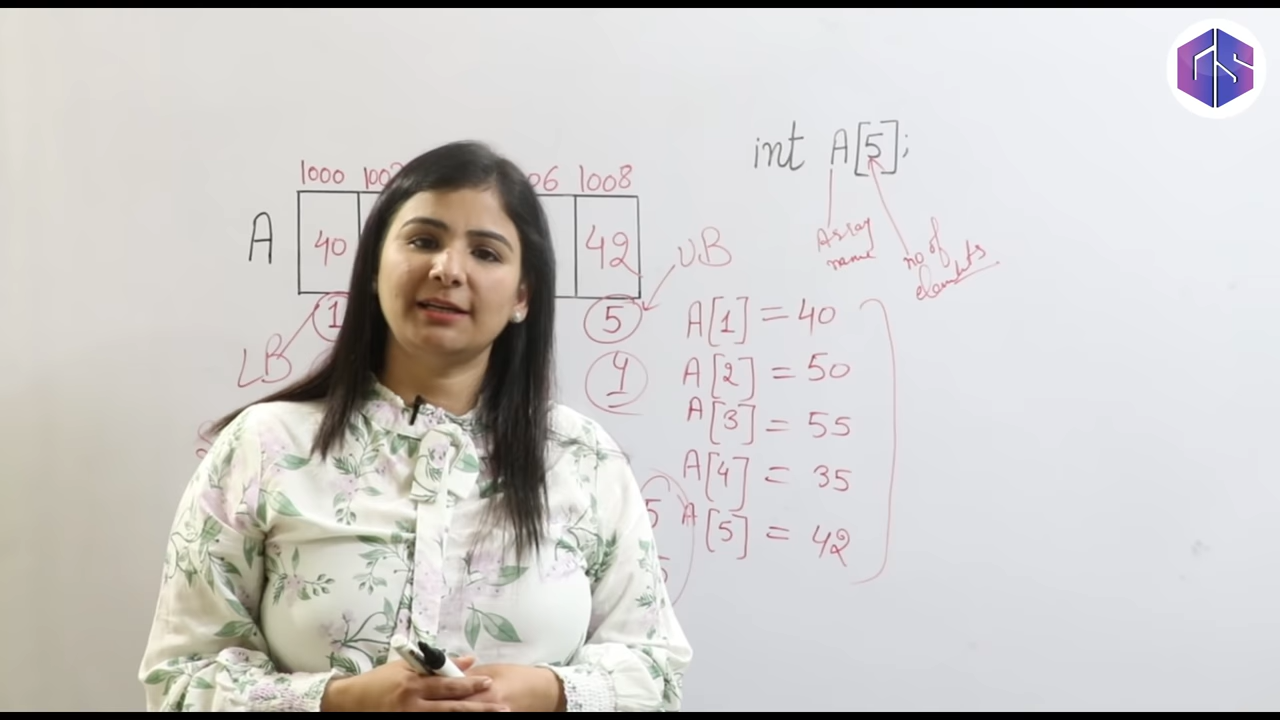 int A[5];
Array
name
no of
elements
1000 1008
A 40 42
LB 1 5 UB
4
A[1] = 40
A[2] = 50
A[3] = 55
A[4] = 35
A[5] = 42